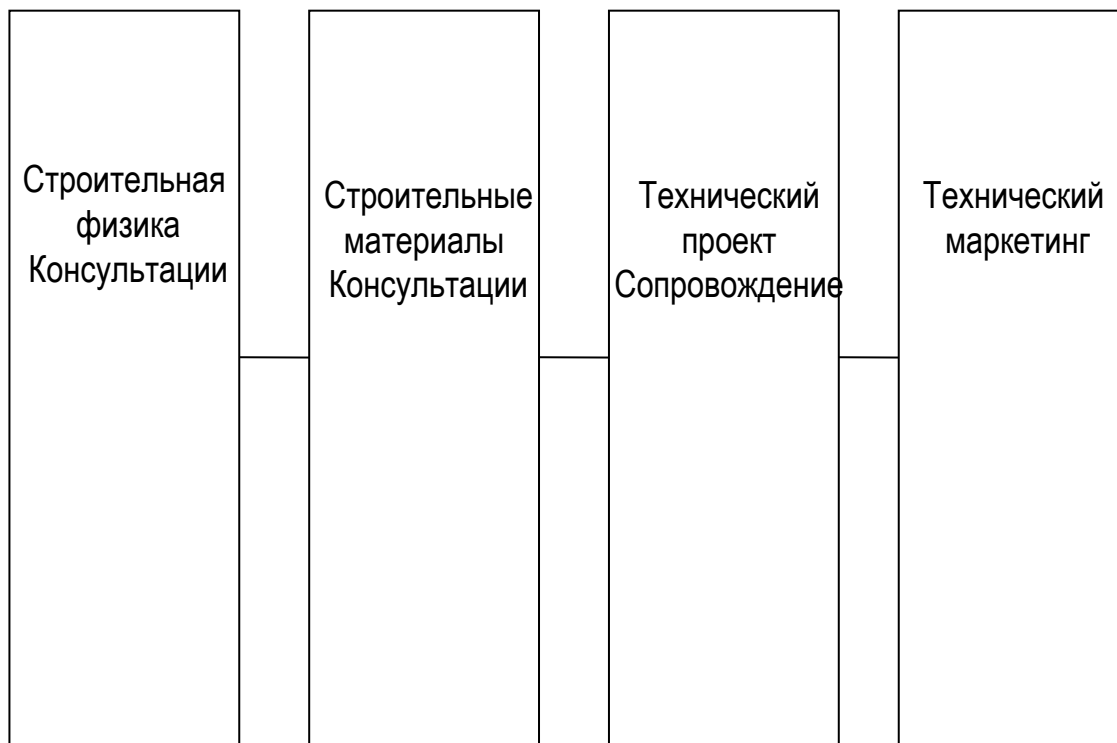 Строительная
физика
Консультации
Строительные
материалы
Консультации
Технический
проект
Сопровождение
Технический
маркетинг